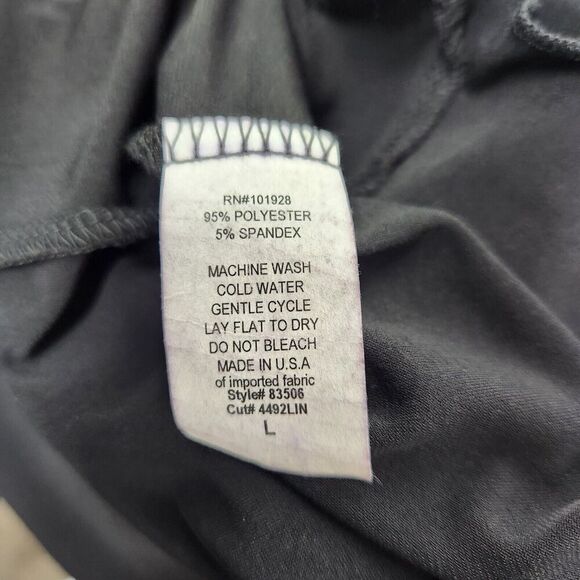 RN#101928
95% POLYESTER
5% SPANDEX
MACHINE WASH
COLD WATER
GENTLE CYCLE
LAY FLAT TO DRY
DO NOT BLEACH
MADE IN U.S.A
of imported fabric
Style# 83506
Cut# 4492LIN
L